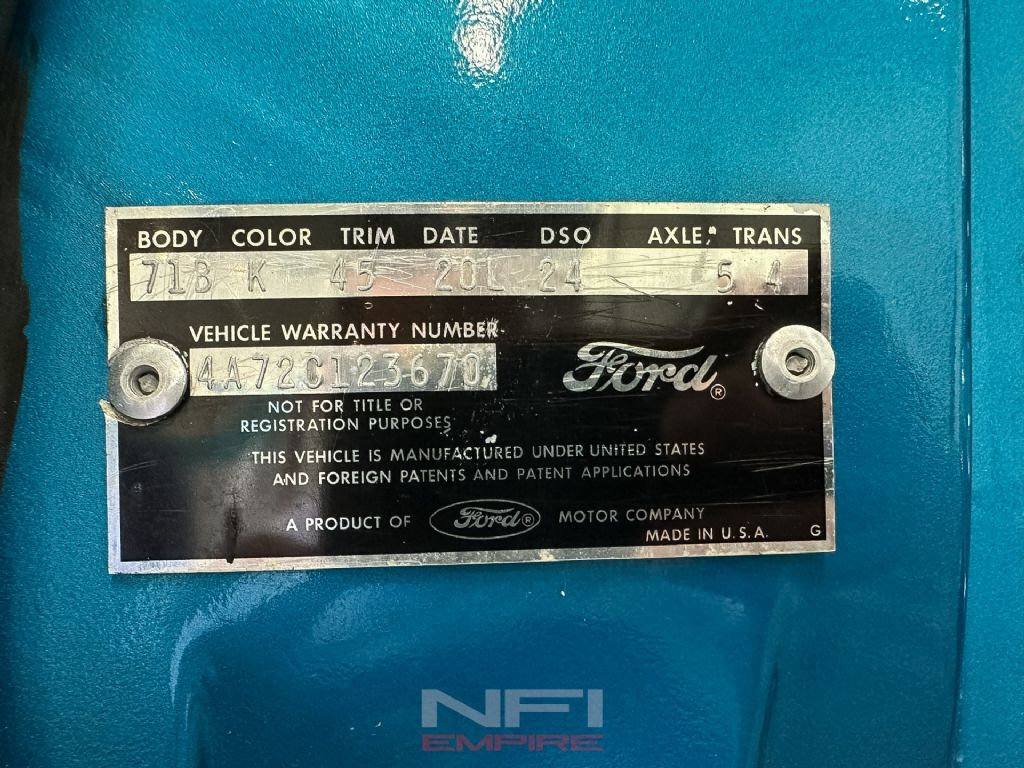 BODY COLOR TRIM DATE DSO AXLE TRANS
71B K 45 20L 24 5 4
VEHICLE WARRANTY NUMBER
4A72C123670
Ford®
NOT FOR TITLE OR
REGISTRATION PURPOSES
THIS VEHICLE IS MANUFACTURED UNDER UNITED STATES
AND FOREIGN PATENTS AND PATENT APPLICATIONS
A PRODUCT OF Ford® MOTOR COMPANY
MADE IN U.S.A. G
NFI
EMPIRE